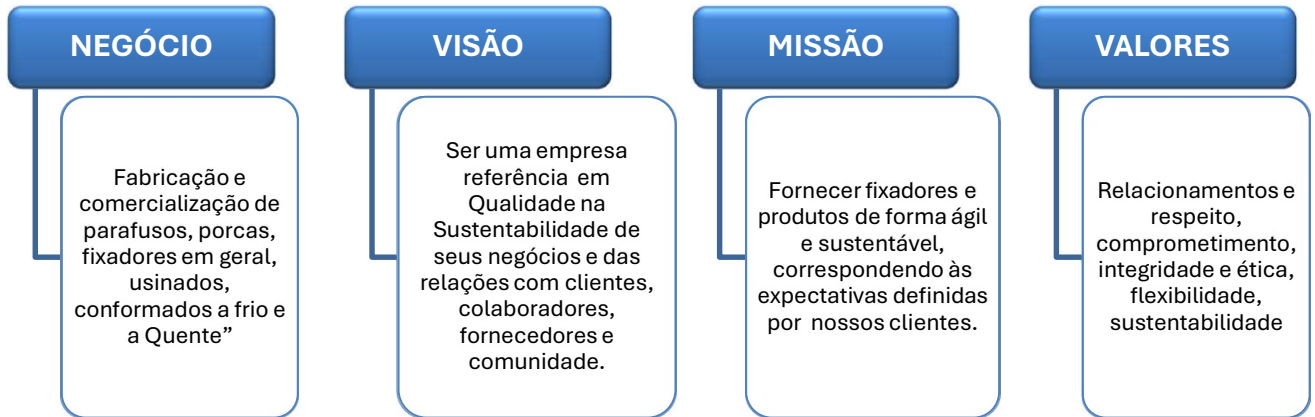 NEGÓCIO
Fabricação e
comercialização de
parafusos, porcas,
fixadores em geral,
usinados,
conformados a frio e
a Quente”
VISÃO
Ser uma empresa
referência em
Qualidade na
Sustentabilidade de
seus negócios e das
relações com clientes,
colaboradores,
fornecedores e
comunidade.
MISSÃO
Fornecer fixadores e
produtos de forma ágil
e sustentável,
correspondendo às
expectativas definidas
por nossos clientes.
VALORES
Relacionamentos e
respeito,
comprometimento,
integridade e ética,
flexibilidade,
sustentabilidade